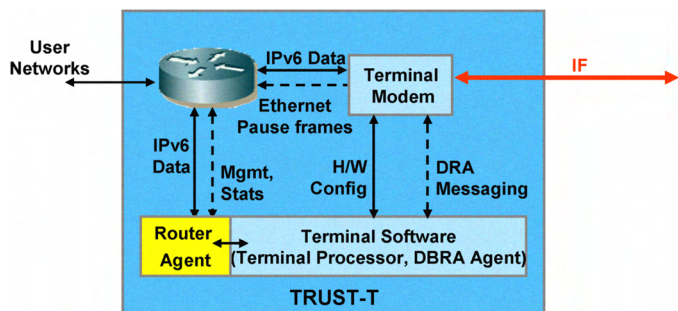 User
Networks
IPv6 Data
Ethernet
Pause frames
Terminal
Modem
IF
IPv6
Data
Mgmt,
Stats
H/W
Config
DRA
Messaging
Router
Agent
Terminal Software
(Terminal Processor, DBRA Agent)
TRUST-T